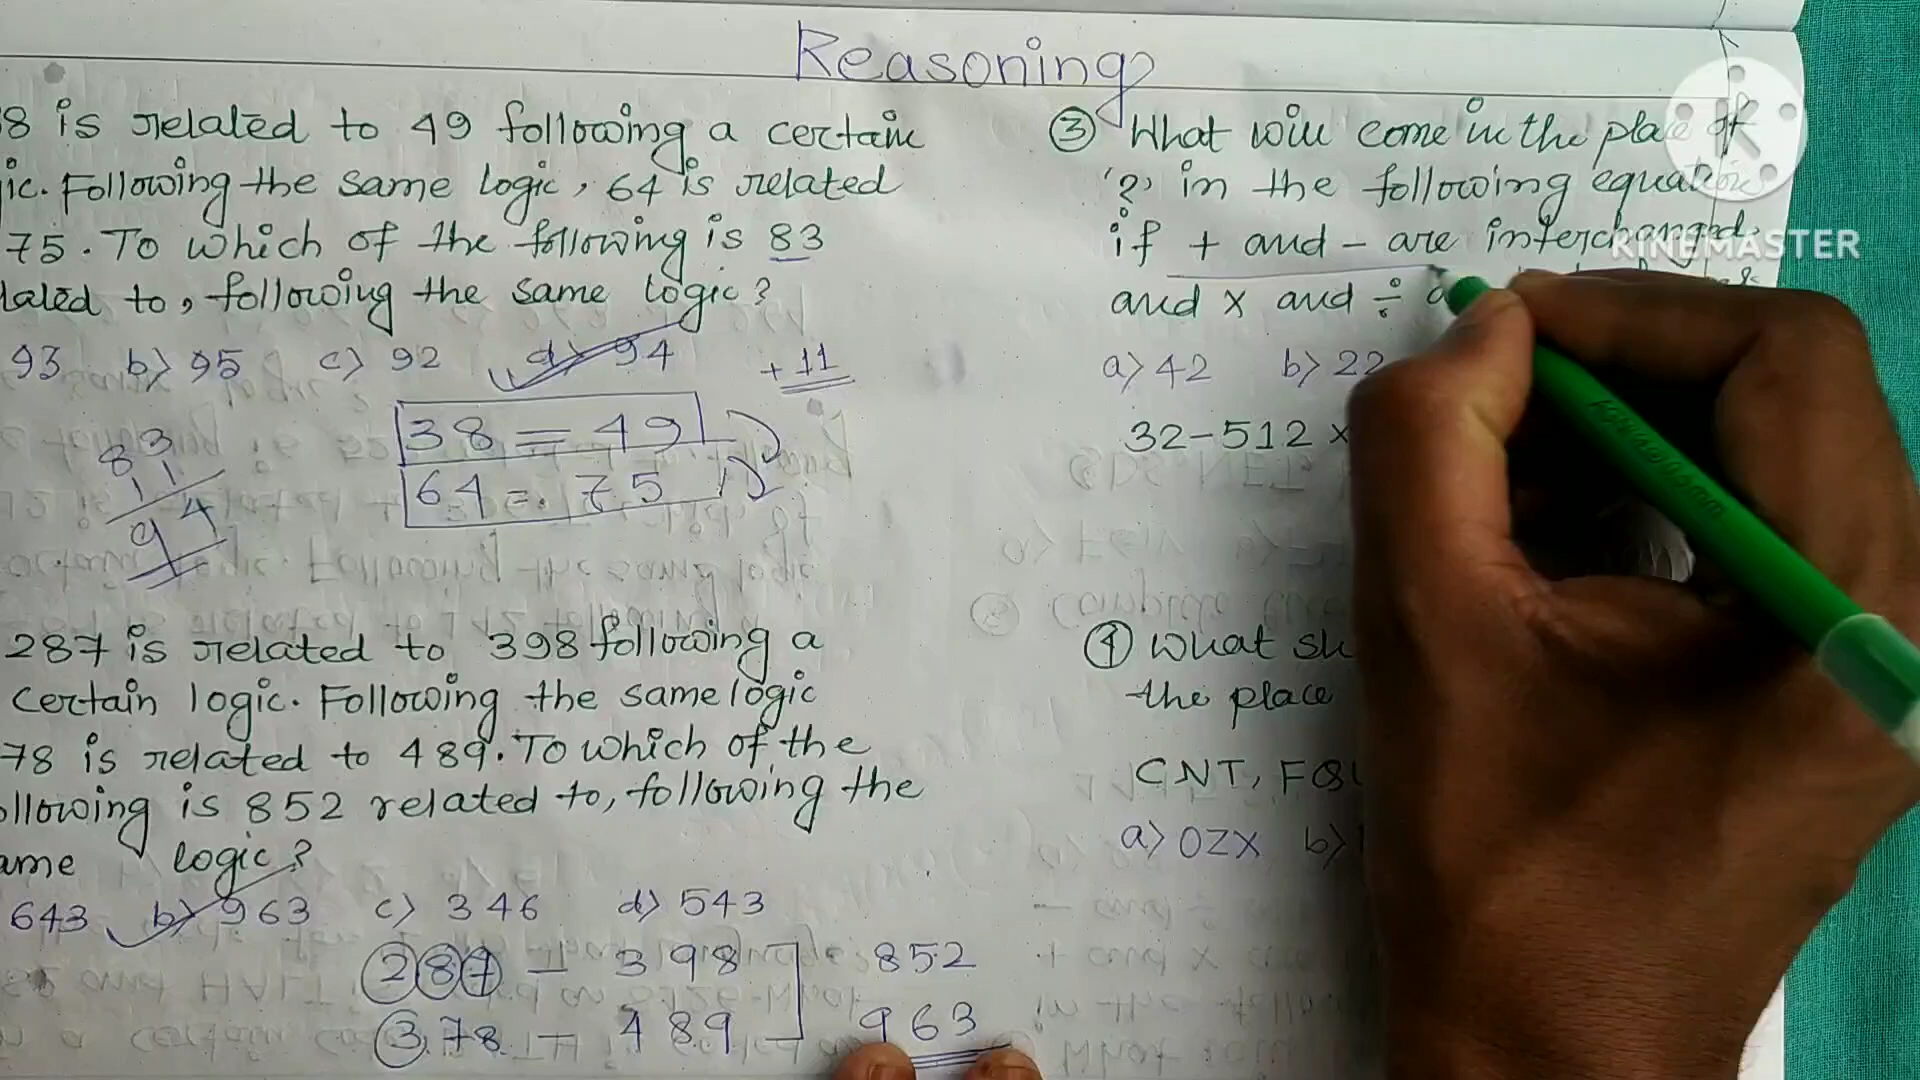 Reasoning
8 is related to 49 following a certain
ic. Following the same logic, 64 is related
75. To which of the following is 83
lated to, following the same logic?
93 b) 95 c) 92 d) 94
+11
38 = 49
64 = 75
83
11
94
287 is related to 398 following a
certain logic. Following the same logic
78 is related to 489. To which of the
ollowing is 852 related to, following the
ame logic?
643 b) 963 c) 346 d) 543
287 - 398 852
378 - 489 963
③ What will come in the place of
'?' in the following equation
if + and - are interchanged
and x and ÷
a) 42 b) 22
32-512 x
④ What
the place
CNT,
a) OZX b)
KINEMASTER